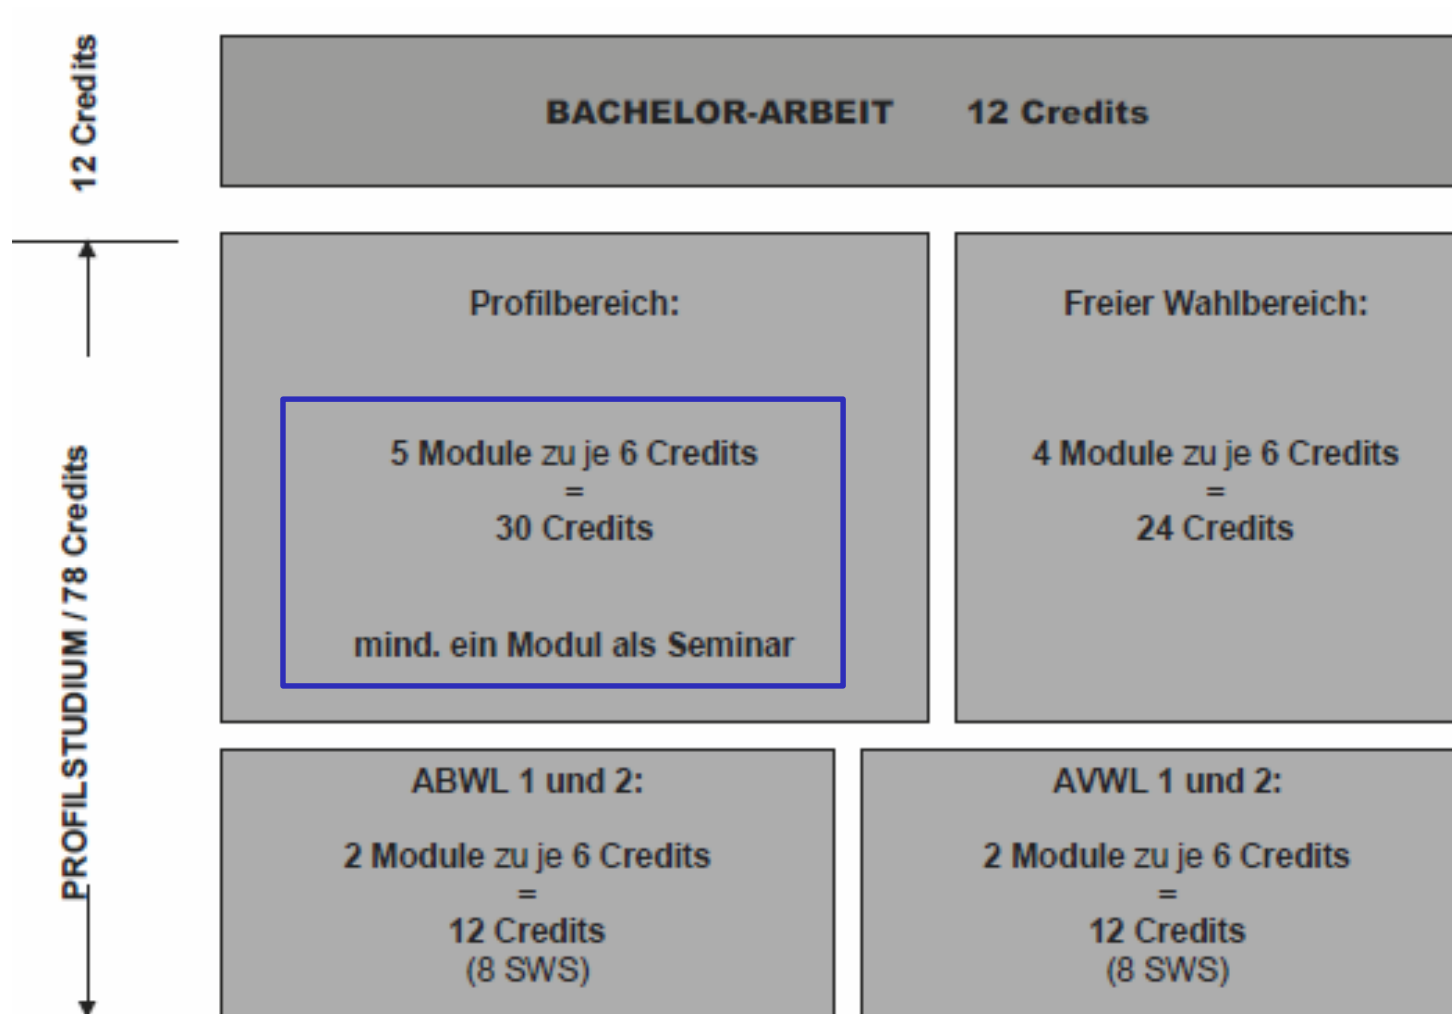 12 Credits
BACHELOR-ARBEIT 12 Credits
PROFILSTUDIUM / 78 Credits
Profilbereich:
5 Module zu je 6 Credits
=
30 Credits
mind. ein Modul als Seminar
Freier Wahlbereich:
4 Module zu je 6 Credits
=
24 Credits
ABWL 1 und 2:
2 Module zu je 6 Credits
=
12 Credits
(8 SWS)
AVWL 1 und 2:
2 Module zu je 6 Credits
=
12 Credits
(8 SWS)